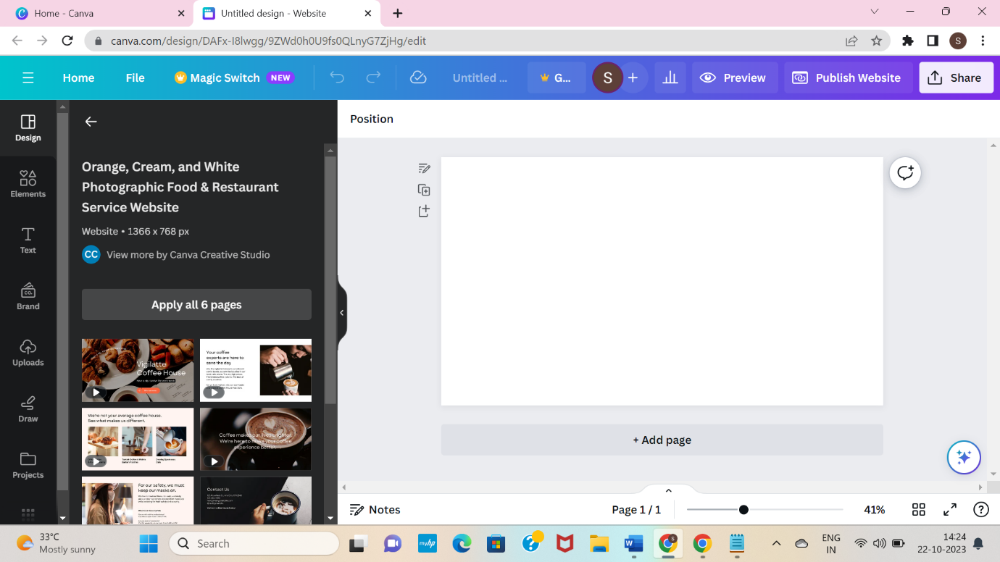 Home - Canva
Untitled design - Website
canva.com/design/DAFx-I8lwgg/9ZWd0h0U9fs0QLnyG7ZjHg/edit
S
Home
File
Magic Switch NEW
Untitled ...
G...
S
Preview
Publish Website
Share
Design
Elements
Text
CO.
Brand
Uploads
Draw
Projects
Orange, Cream, and White
Photographic Food & Restaurant
Service Website
Website • 1366 x 768 px
CC View more by Canva Creative Studio
Apply all 6 pages
Vigilatte
Coffee House
Your coffee
experts are here to
save the day
We're not your average coffee house.
See what makes us different.
Coffee makes our lives brighter.
We're here to make your coffee
experience better.
For our safety, we must
keep our masks on.
Contact Us
Position
+ Add page
Notes
Page 1 / 1
41%
33°C
Mostly sunny
Search
myhp
S
ENG
IN
14:24
22-10-2023